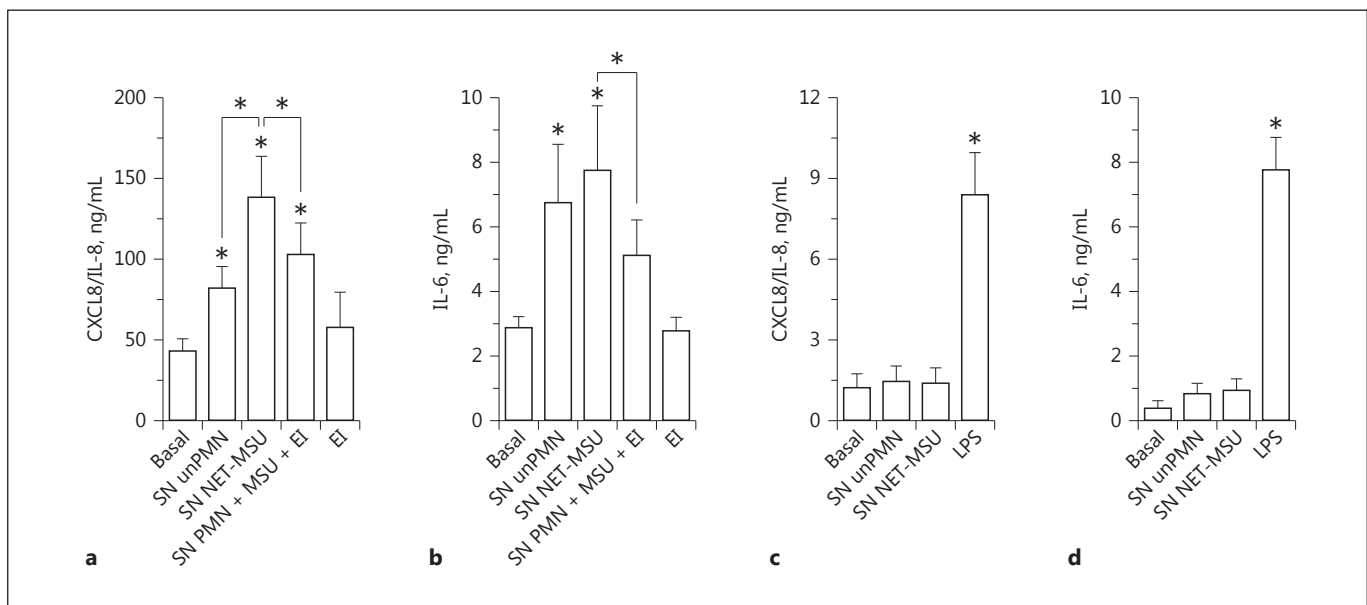 *
* *
* *
*
*
CXCL8/IL-8, ng/mL
200
150
100
50
0
Basal
SN unPMN
SN NET-MSU
SN PMN + MSU + EI
EI
a
*
* *
IL-6, ng/mL
10
8
6
4
2
0
Basal
SN unPMN
SN NET-MSU
SN PMN + MSU + EI
EI
b
*
CXCL8/IL-8, ng/mL
12
9
6
3
0
Basal
SN unPMN
SN NET-MSU
LPS
c
*
IL-6, ng/mL
10
8
6
4
2
0
Basal
SN unPMN
SN NET-MSU
LPS
d